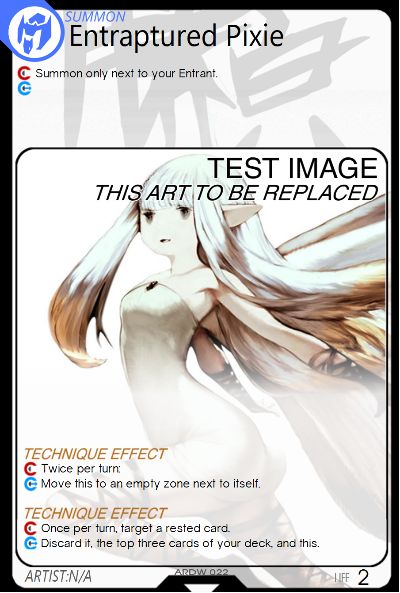 SUMMON
Entraptured Pixie
Summon only next to your Entrant.
TEST IMAGE
THIS ART TO BE REPLACED
TECHNIQUE EFFECT
Twice per turn:
Move this to an empty zone next to itself.
TECHNIQUE EFFECT
Once per turn, target a rested card.
Discard it, the top three cards of your deck, and this.
ARTIST:N/A
ARDW 022
LIFE 2